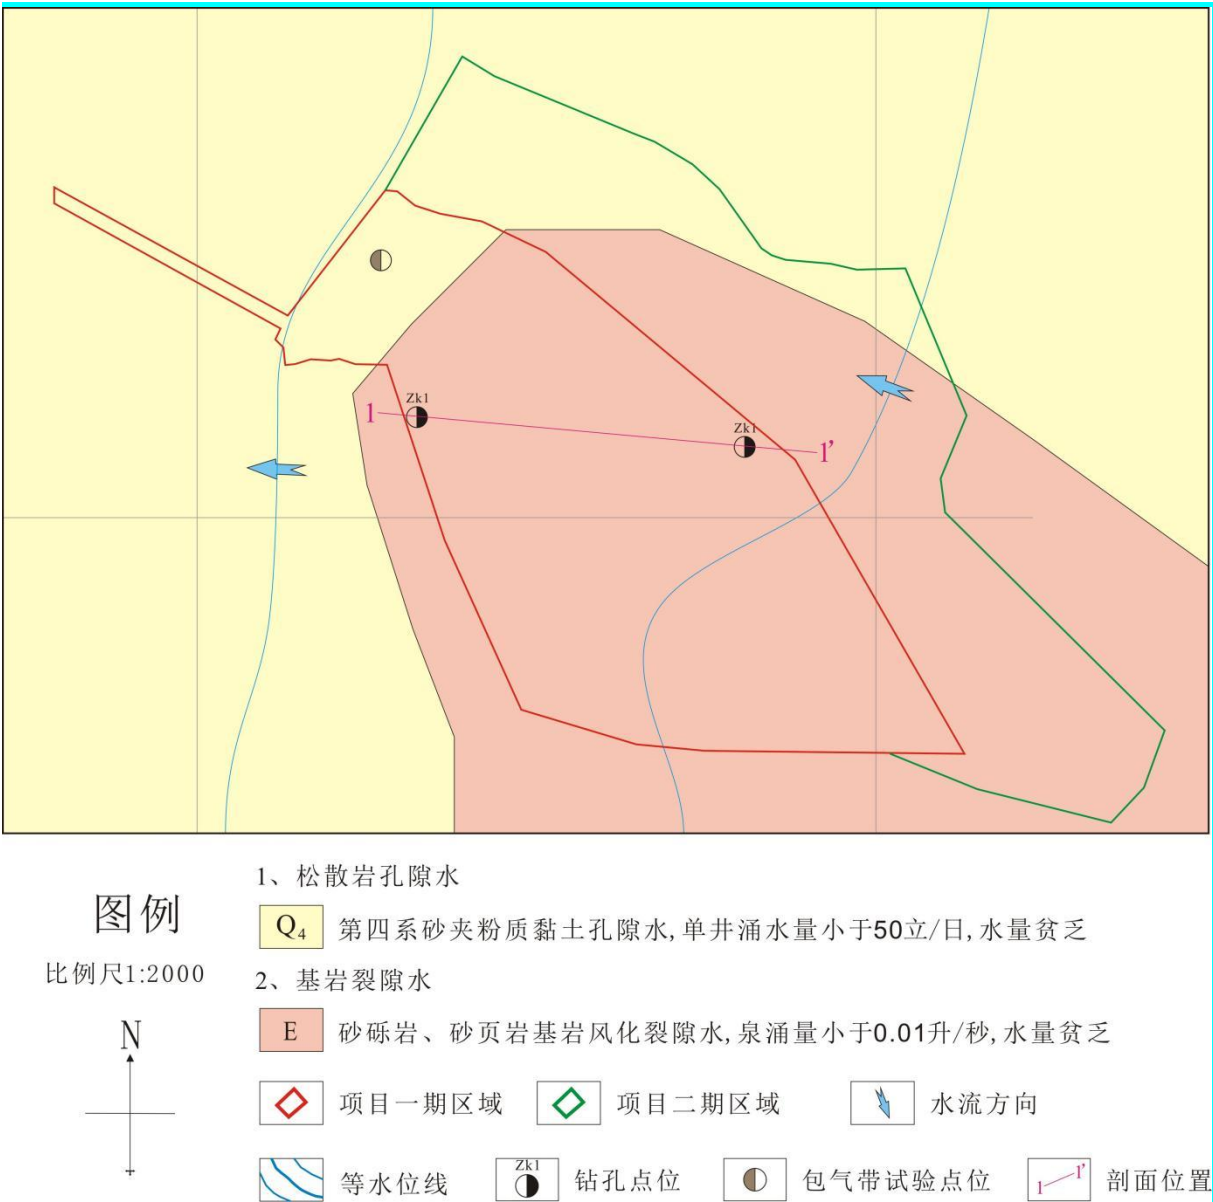 Zk1
1
Zk1
1’
图例
比例尺1:2000
N
1、松散岩孔隙水
Q₄ 第四系砂夹粉质黏土孔隙水,单井涌水量小于50立/日,水量贫乏
2、基岩裂隙水
E 砂砾岩、砂页岩基岩风化裂隙水,泉涌量小于0.01升/秒,水量贫乏
项目一期区域 项目二期区域 水流方向
等水位线 Zk1 钻孔点位 包气带试验点位 1 1’ 剖面位置